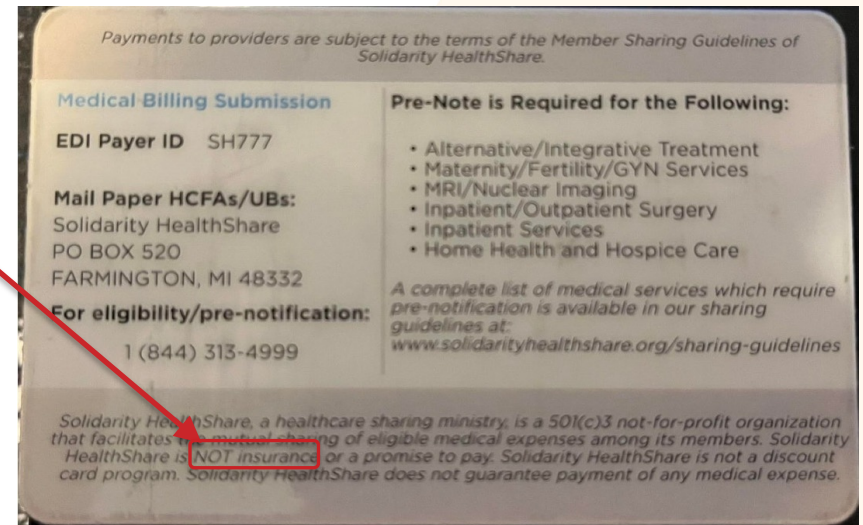 Payments to providers are subject to the terms of the Member Sharing Guidelines of
Solidarity HealthShare.
Medical Billing Submission
EDI Payer ID SH777
Mail Paper HCFAs/UBs:
Solidarity HealthShare
PO BOX 520
FARMINGTON, MI 48332
For eligibility/pre-notification:
1 (844) 313-4999
Pre-Note is Required for the Following:
• Alternative/Integrative Treatment
• Maternity/Fertility/GYN Services
• MRI/Nuclear Imaging
• Inpatient/Outpatient Surgery
• Inpatient Services
• Home Health and Hospice Care
A complete list of medical services which require
pre-notification is available in our sharing
guidelines at:
www.solidarityhealthshare.org/sharing-guidelines
Solidarity HealthShare, a healthcare sharing ministry, is a 501(c)3 not-for-profit organization
that facilitates the mutual sharing of eligible medical expenses among its members. Solidarity
HealthShare is NOT insurance or a promise to pay. Solidarity HealthShare is not a discount
card program. Solidarity HealthShare does not guarantee payment of any medical expense.